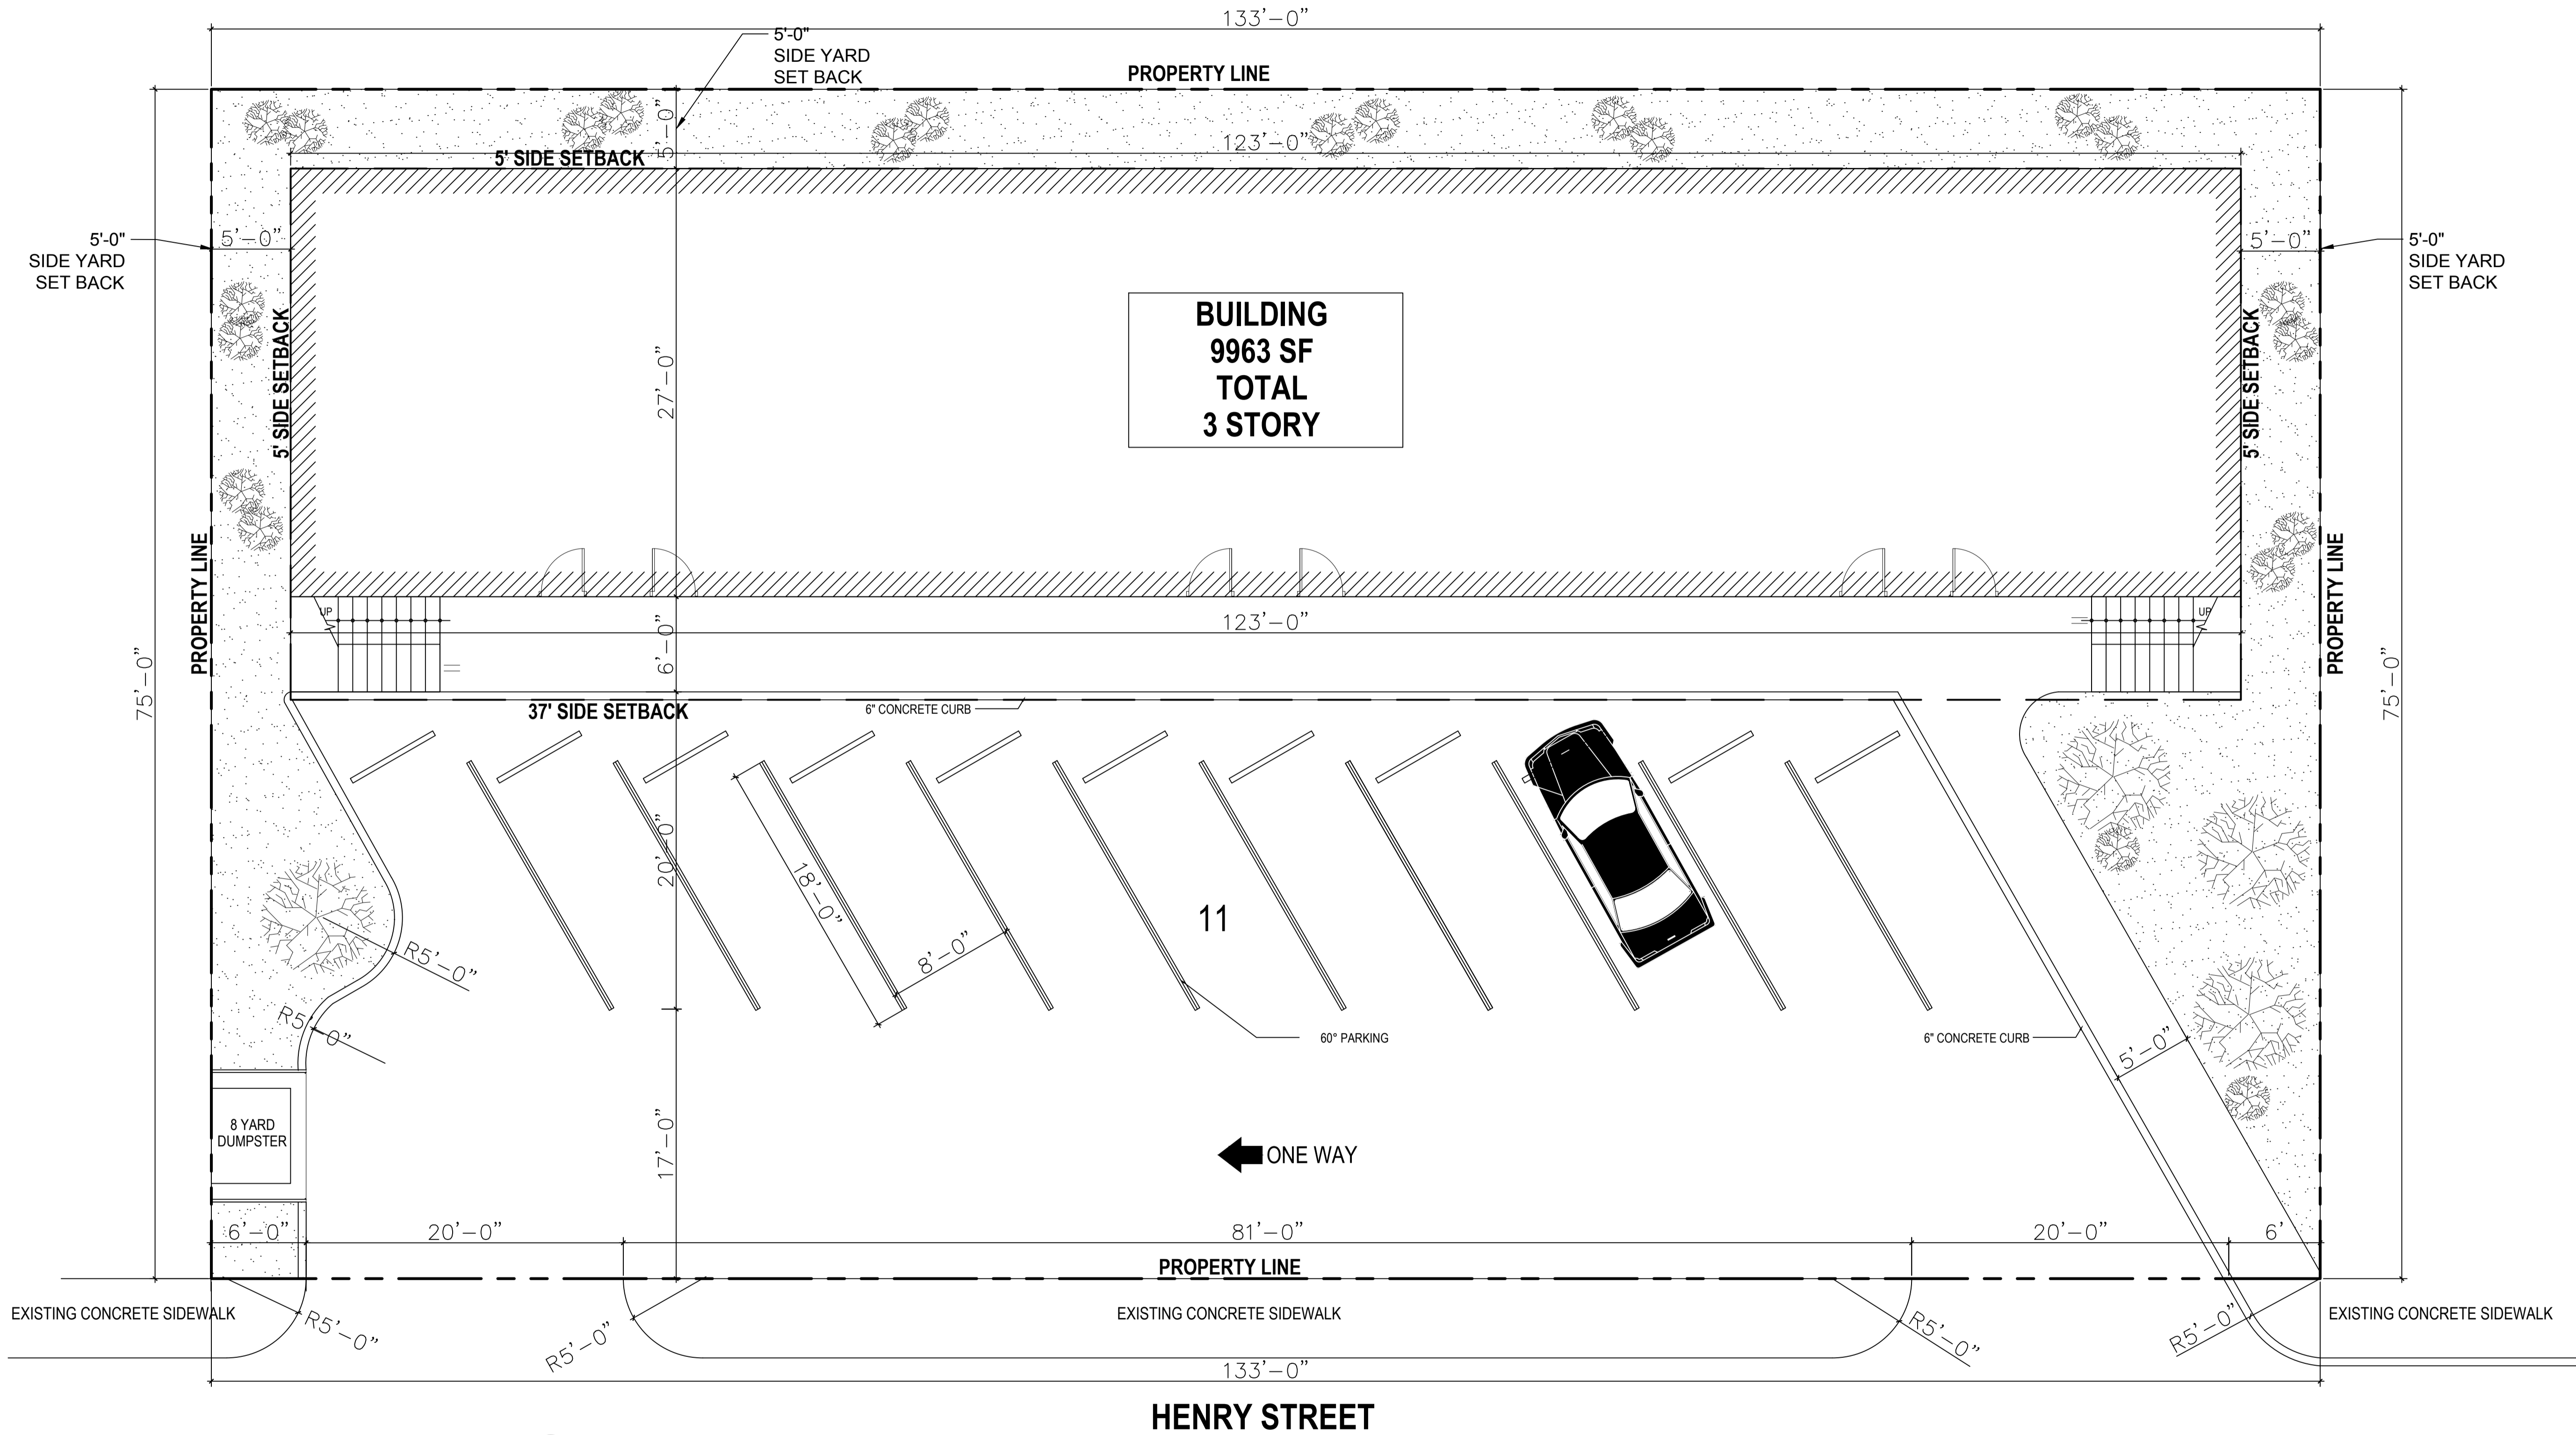 133'-0"
5'-0"
SIDE YARD
SET BACK
PROPERTY LINE
5'-0"
123'-0"
5' SIDE SETBACK
5'-0"
SIDE YARD
SET BACK
5'-0"
5'-0"
5'-0"
SIDE YARD
SET BACK
BUILDING
9963 SF
TOTAL
3 STORY
5' SIDE SETBACK
27'-0"
5' SIDE SETBACK
PROPERTY LINE
PROPERTY LINE
UP
UP
123'-0"
6'-0"
75'-0"
75'-0"
37' SIDE SETBACK
6" CONCRETE CURB
20'-0"
18'-0"
8'-0"
11
R5'-0"
R5'-0"
60° PARKING
6" CONCRETE CURB
5'-0"
8 YARD
DUMPSTER
17'-0"
ONE WAY
6'-0"
20'-0"
81'-0"
20'-0"
6'
PROPERTY LINE
EXISTING CONCRETE SIDEWALK
R5'-0"
R5'-0"
EXISTING CONCRETE SIDEWALK
R5'-0"
R5'-0"
EXISTING CONCRETE SIDEWALK
133'-0"
HENRY STREET